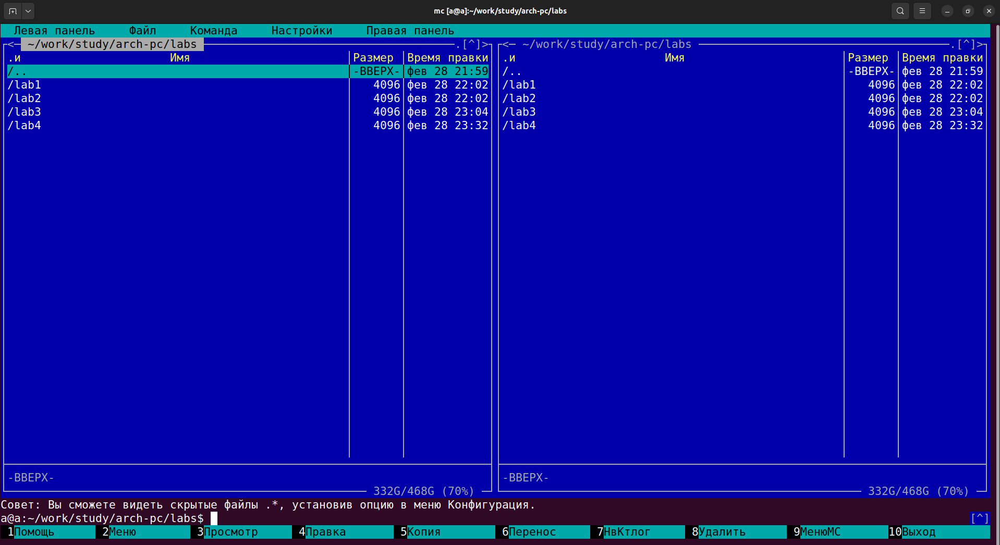 mc [a@a]:~/work/study/arch-pc/labs
Левая панель Файл Команда Настройки Правая панель
<─ ~/work/study/arch-pc/labs .[^]> <─ ~/work/study/arch-pc/labs .[^]>
.и Имя Размер Время правки .и Имя Размер Время правки
/.. -ВВЕРХ- фев 28 21:59 /.. -ВВЕРХ- фев 28 21:59
/lab1 4096 фев 28 22:02 /lab1 4096 фев 28 22:02
/lab2 4096 фев 28 22:02 /lab2 4096 фев 28 22:02
/lab3 4096 фев 28 23:04 /lab3 4096 фев 28 23:04
/lab4 4096 фев 28 23:32 /lab4 4096 фев 28 23:32
-ВВЕРХ- -ВВЕРХ-
332G/468G (70%) 332G/468G (70%)
Совет: Вы сможете видеть скрытые файлы .*, установив опцию в меню Конфигурация.
a@a:~/work/study/arch-pc/labs$ [^]
1Помощь 2Меню 3Просмотр 4Правка 5Копия 6Перенос 7НвКтлог 8Удалить 9МенюMC 10Выход